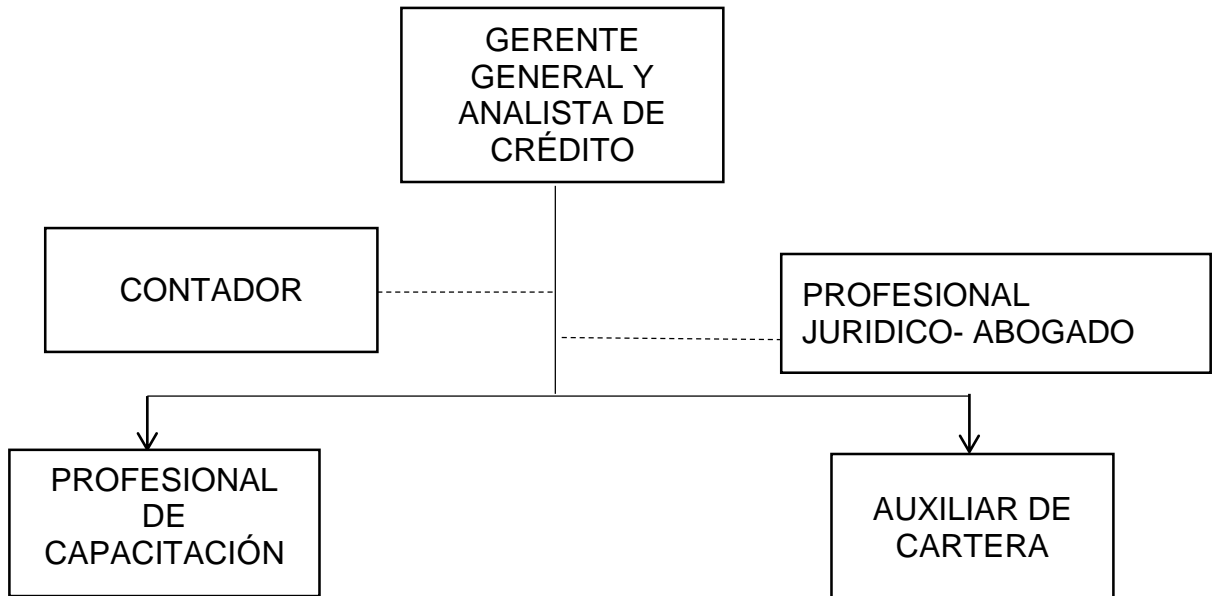 GERENTE
GENERAL Y
ANALISTA DE
CRÉDITO
CONTADOR
PROFESIONAL
JURIDICO- ABOGADO
PROFESIONAL
DE
CAPACITACIÓN
AUXILIAR DE
CARTERA